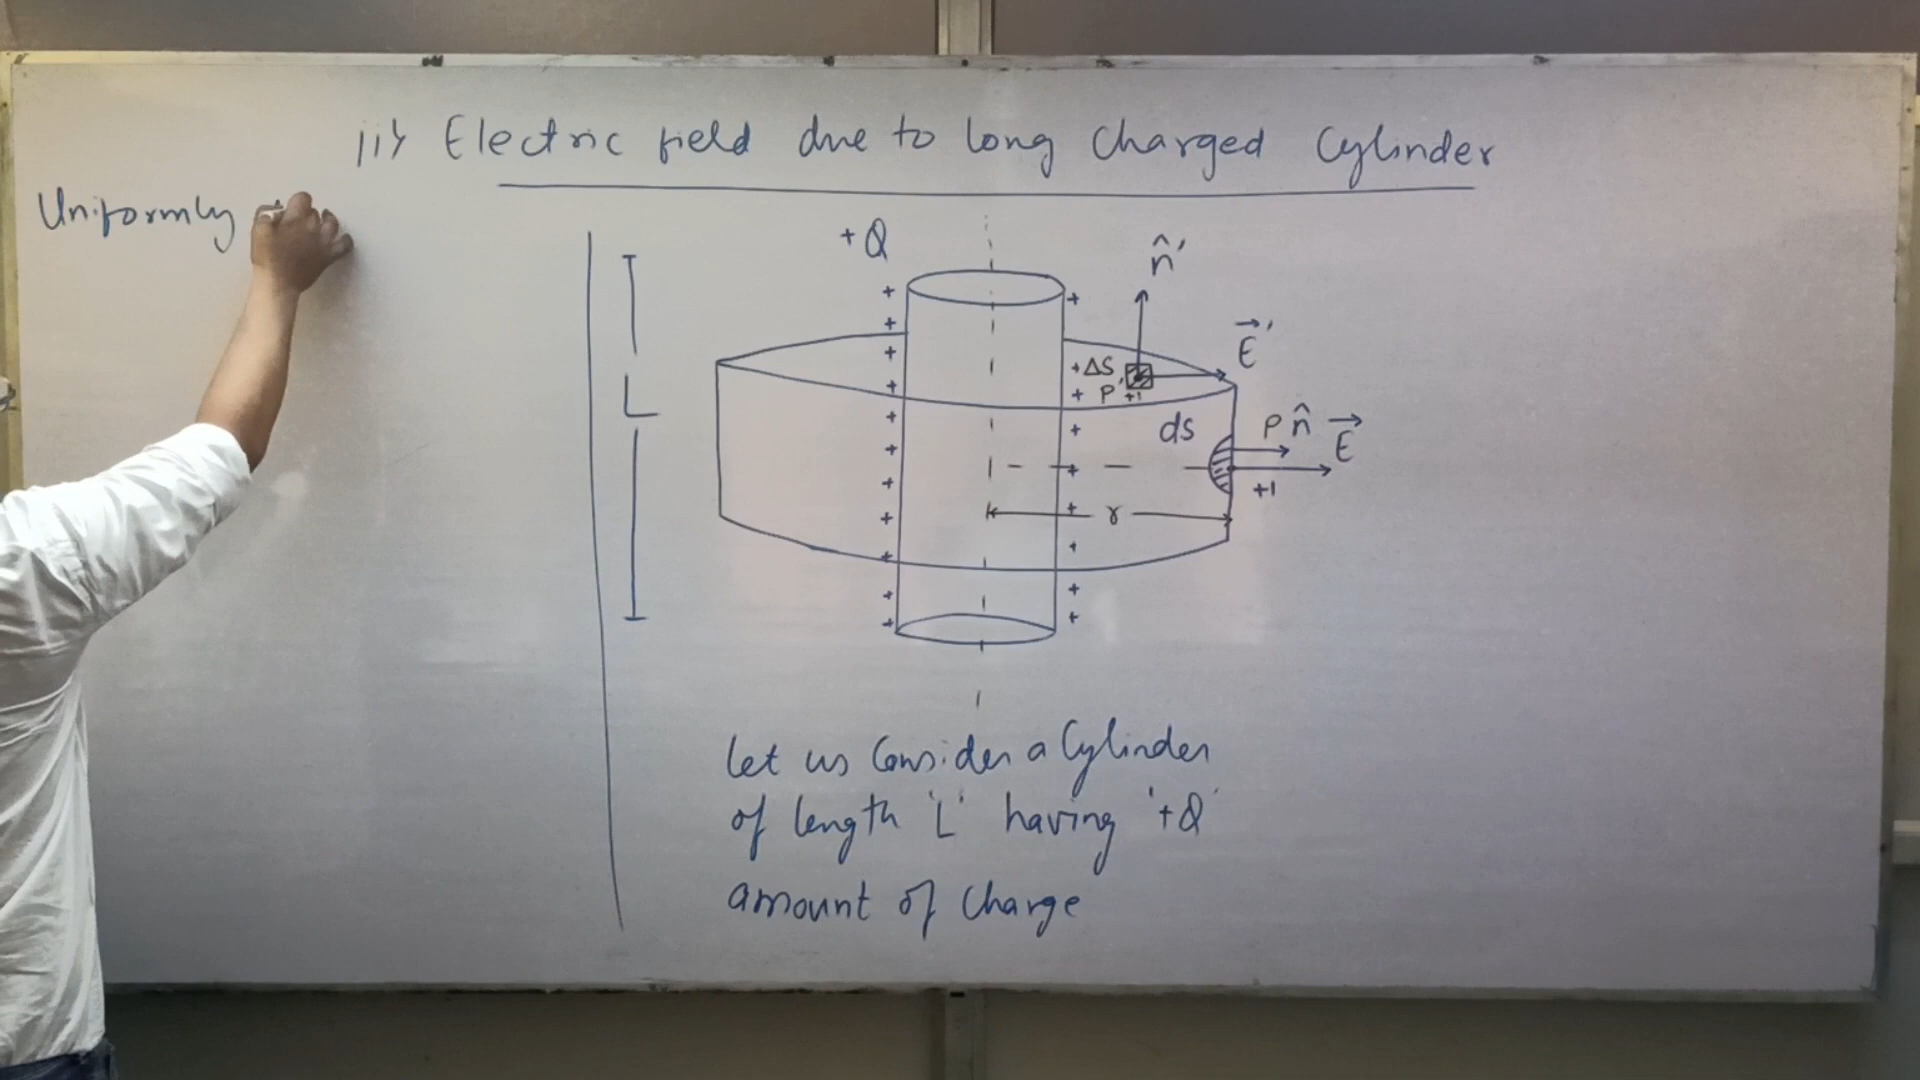 ii) Electric field due to long Charged Cylinder
Uniformly
+Q
n̂'
E⃗'
ΔS
P'
+1
L
dS
P n̂ E⃗
+1
r
Let us Consider a Cylinder
of length 'L' having '+Q'
amount of Charge